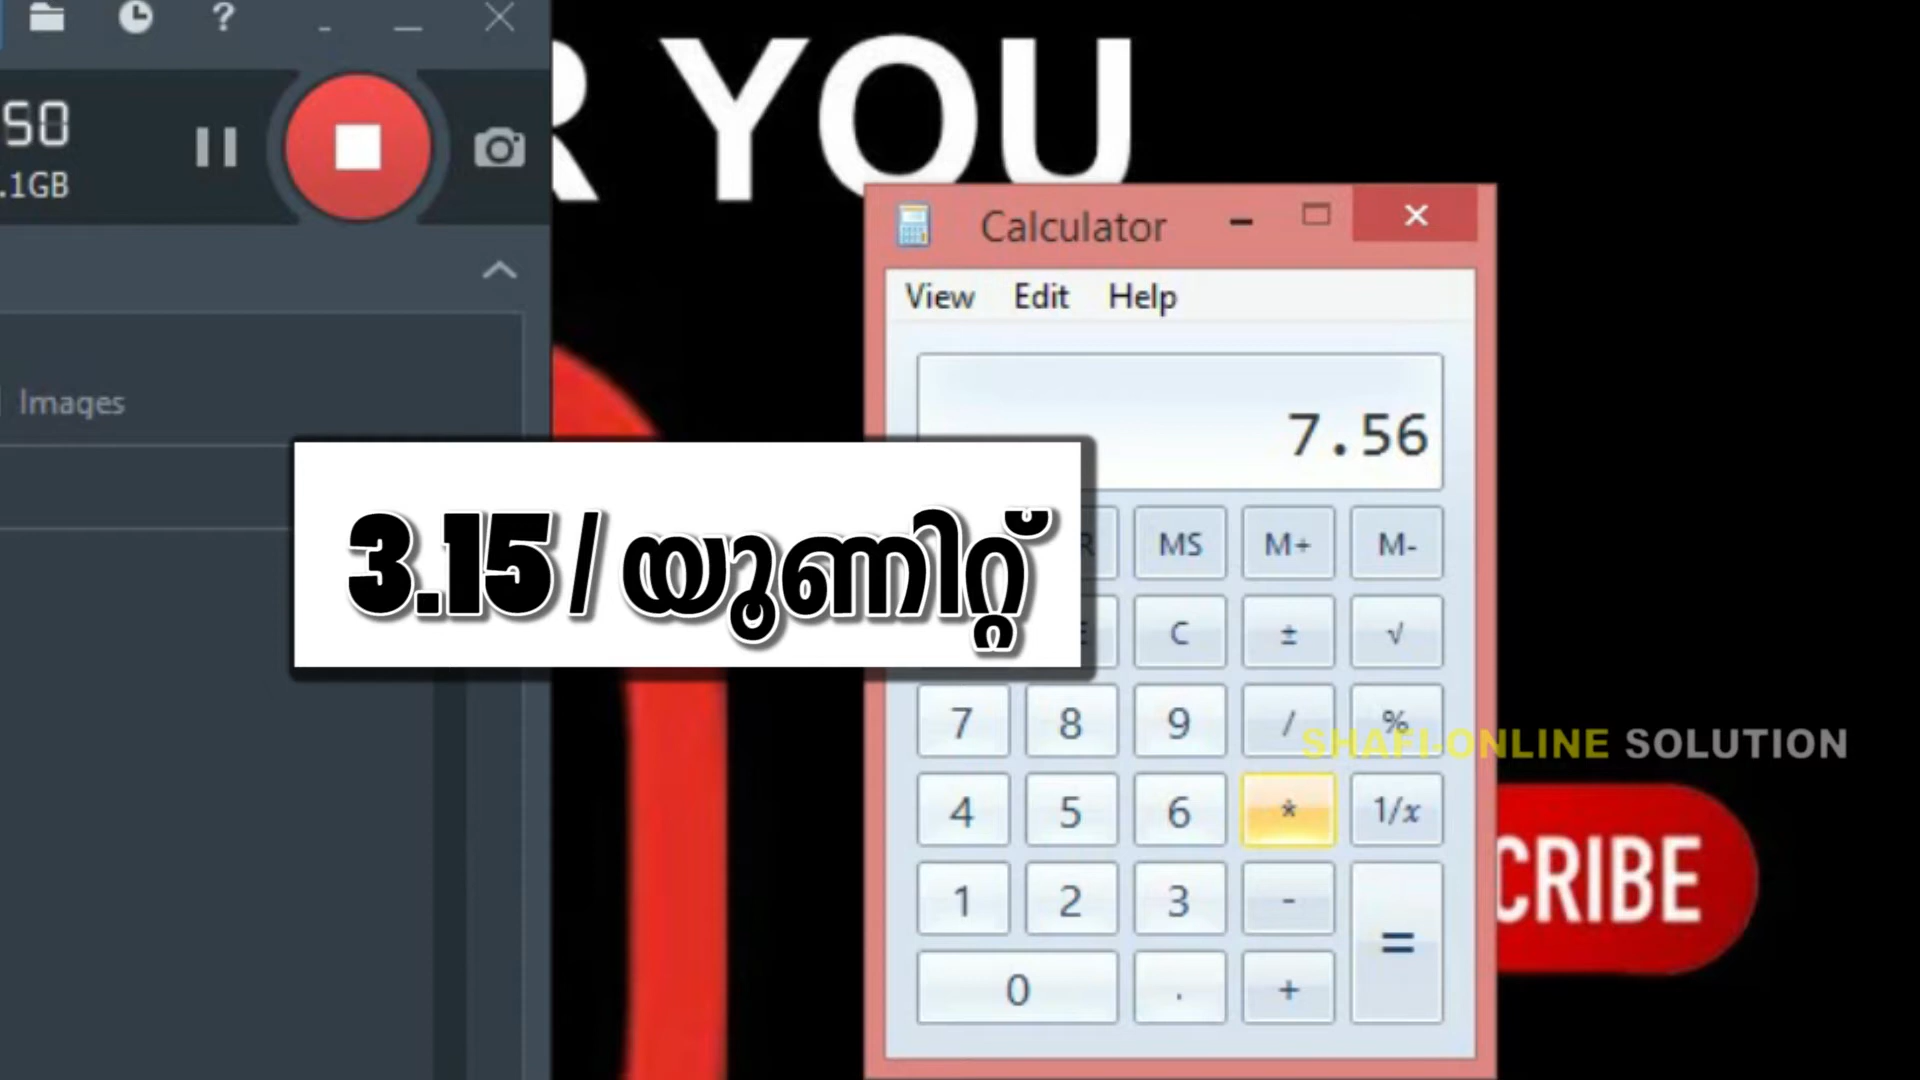 ?
R YOU
50
.1GB
Calculator
View Edit Help
Images
7.56
3.15 / യൂണിറ്റ്
MS M+ M-
C ± √
7 8 9 / %
SHAFI-ONLINE SOLUTION
4 5 6 * 1/x
CRIBE
1 2 3 - =
0 . +